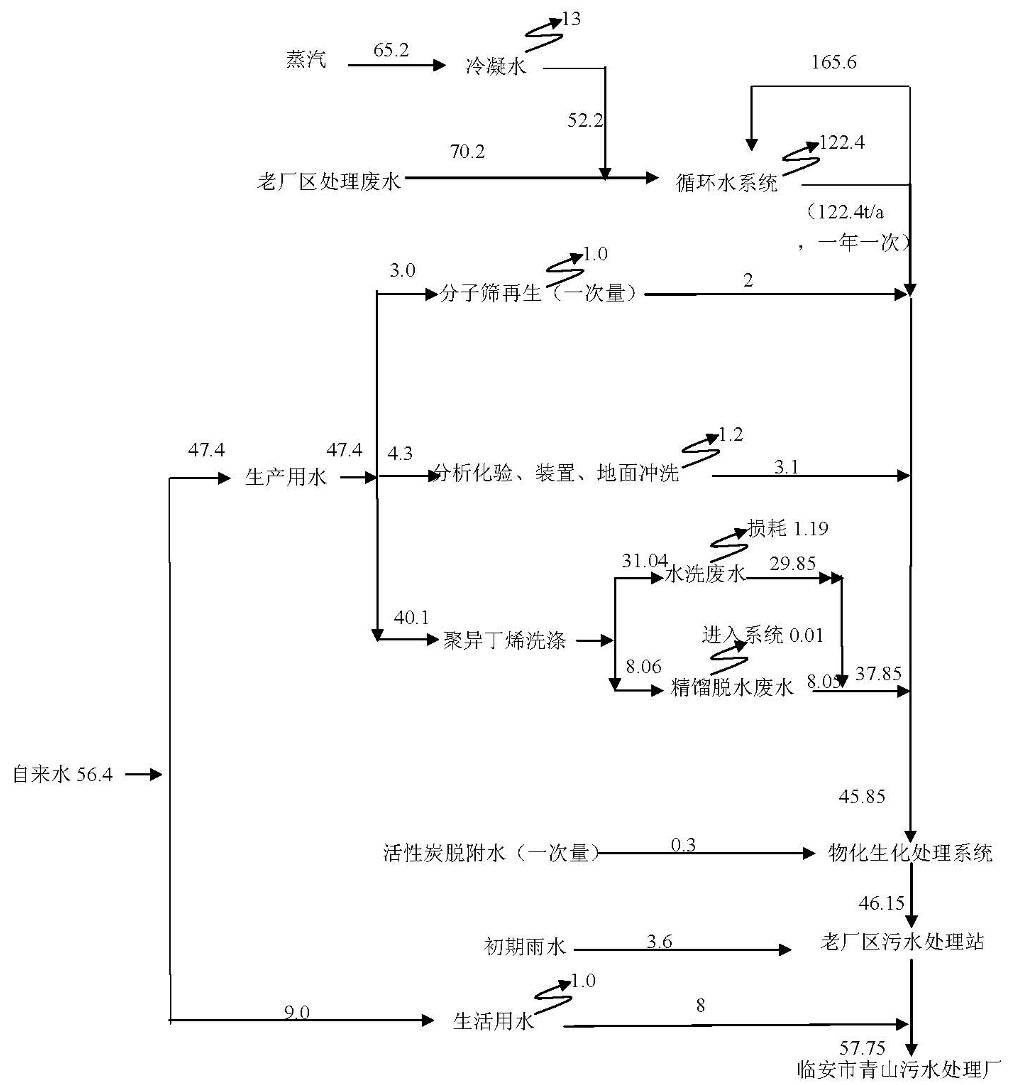 13
蒸汽
65.2
冷凝水
165.6
52.2
122.4
70.2
老厂区处理废水
循环水系统
（122.4t/a
，一年一次）
1.0
3.0
分子筛再生（一次量）
2
1.2
47.4
生产用水
47.4
4.3
分析化验、装置、地面冲洗
3.1
损耗 1.19
31.04
水洗废水
29.85
40.1
聚异丁烯洗涤
进入系统 0.01
8.06
精馏脱水废水
8.05
37.85
自来水 56.4
45.85
活性炭脱附水（一次量）
0.3
物化生化处理系统
46.15
初期雨水
3.6
老厂区污水处理站
1.0
9.0
生活用水
8
57.75
临安市青山污水处理厂